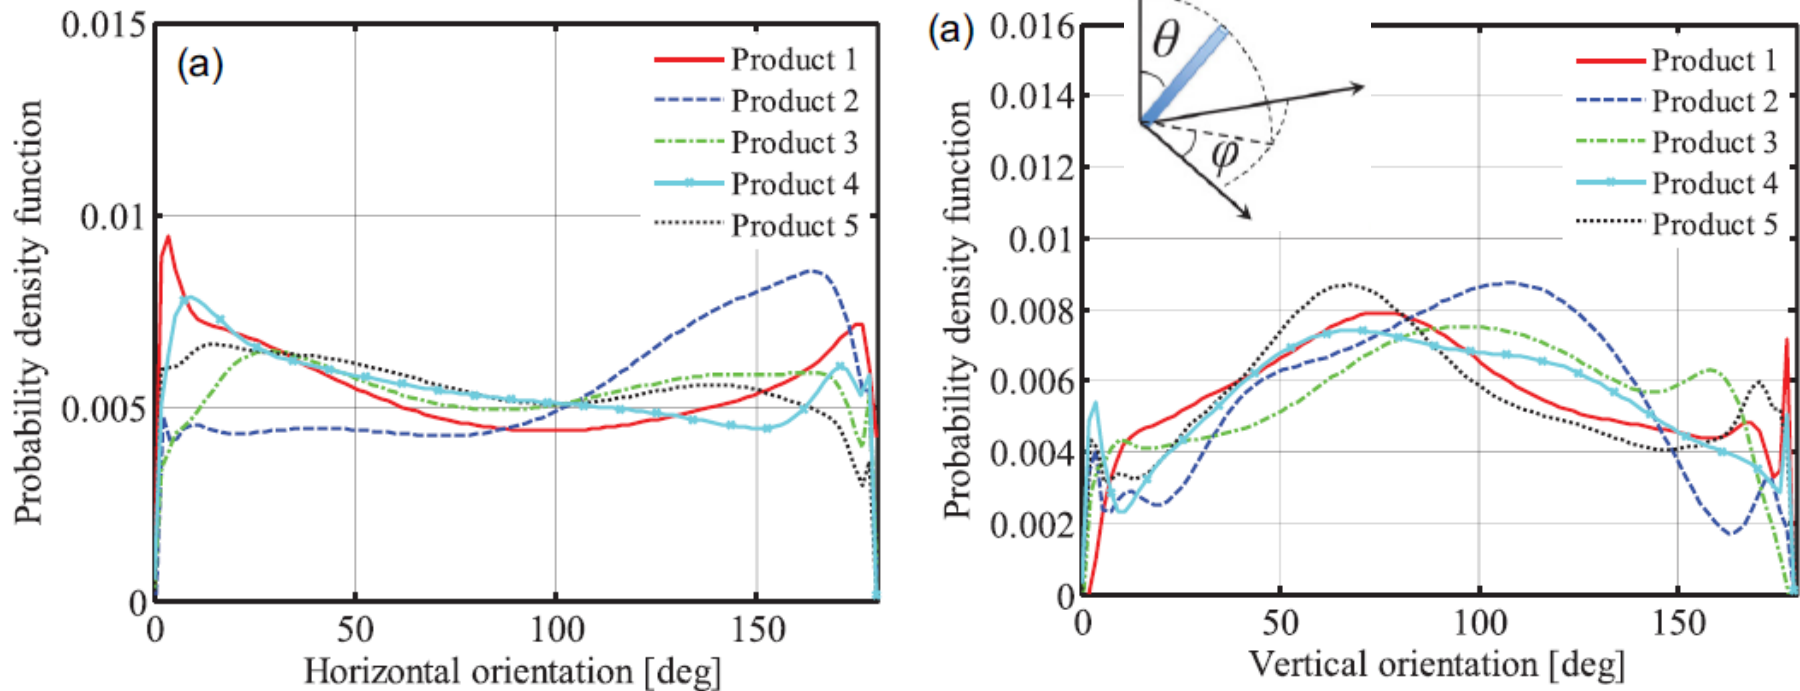 (a)
Product 1
Product 2
Product 3
Product 4
Product 5
0.015
0.01
0.005
0
0
50
100
150
Probability density function
Horizontal orientation [deg]
(a)
θ
φ
Product 1
Product 2
Product 3
Product 4
Product 5
0.016
0.014
0.012
0.01
0.008
0.006
0.004
0.002
0
0
50
100
150
Probability density function
Vertical orientation [deg]